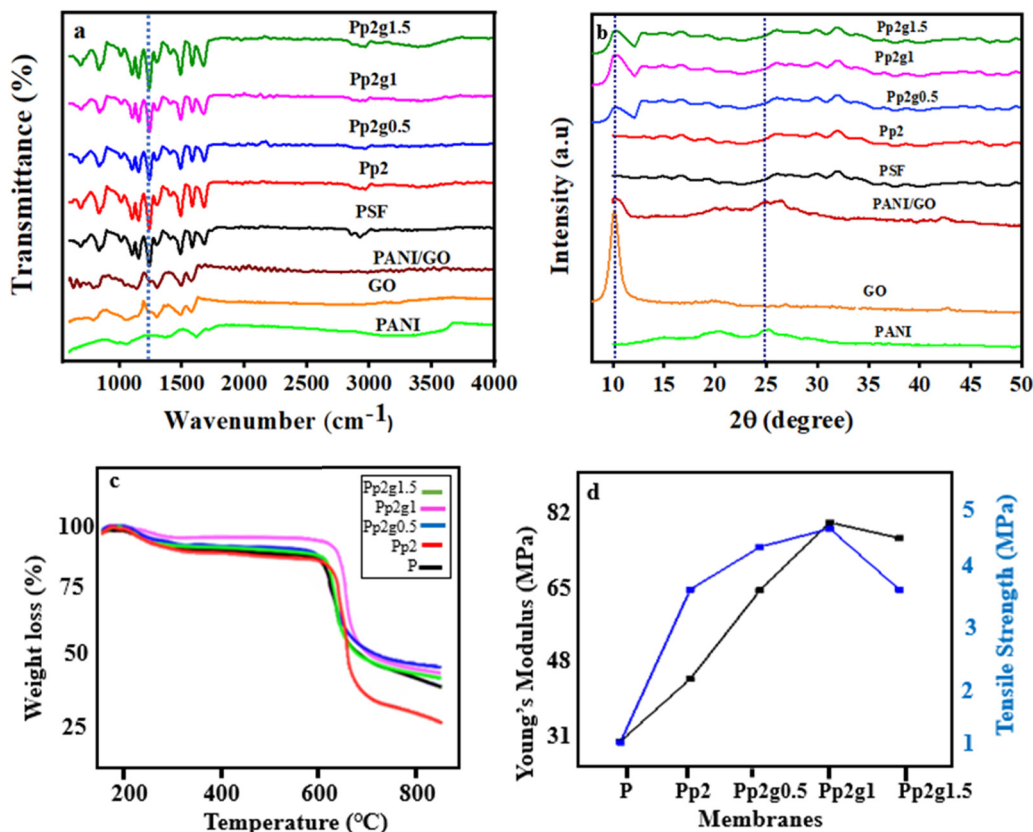 a
Pp2g1.5
Pp2g1
Pp2g0.5
Pp2
PSF
PANI/GO
GO
PANI
Transmittance (%)
1000 1500 2000 2500 3000 3500 4000
Wavenumber (cm-1)
b
Pp2g1.5
Pp2g1
Pp2g0.5
Pp2
PSF
PANI/GO
GO
PANI
Intensity (a.u)
10 15 20 25 30 35 40 45 50
2θ (degree)
c
Pp2g1.5
Pp2g1
Pp2g0.5
Pp2
P
100
75
50
25
Weight loss (%)
200 400 600 800
Temperature (°C)
d
82
65
48
31
Young's Modulus (MPa)
5
4
3
2
1
Tensile Strength (MPa)
P Pp2 Pp2g0.5 Pp2g1 Pp2g1.5
Membranes